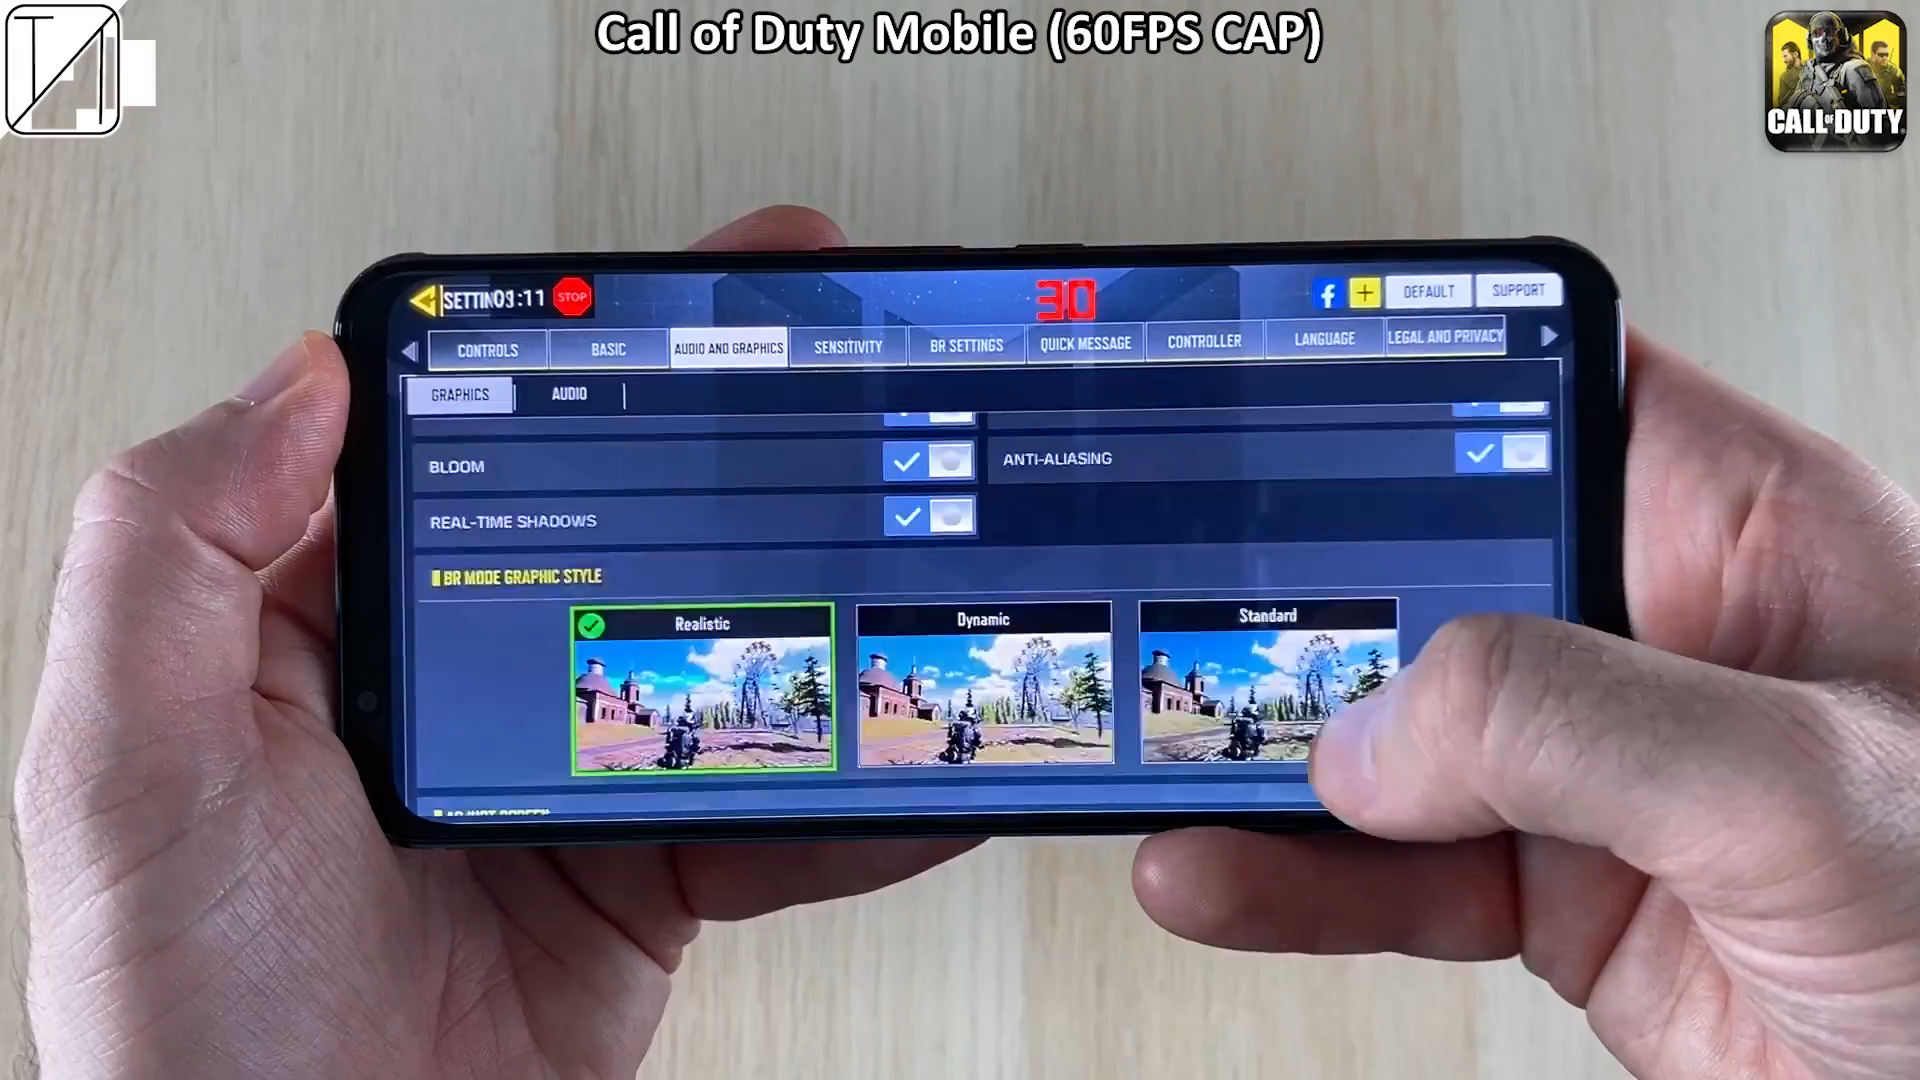 Call of Duty Mobile (60FPS CAP)
CALL OF DUTY
03:11
STOP
30
DEFAULT
SUPPORT
CONTROLS
BASIC
AUDIO AND GRAPHICS
SENSITIVITY
BR SETTINGS
QUICK MESSAGE
CONTROLLER
LANGUAGE
LEGAL AND PRIVACY
GRAPHICS
AUDIO
BLOOM
ANTI-ALIASING
REAL-TIME SHADOWS
BR MODE GRAPHIC STYLE
Realistic
Dynamic
Standard